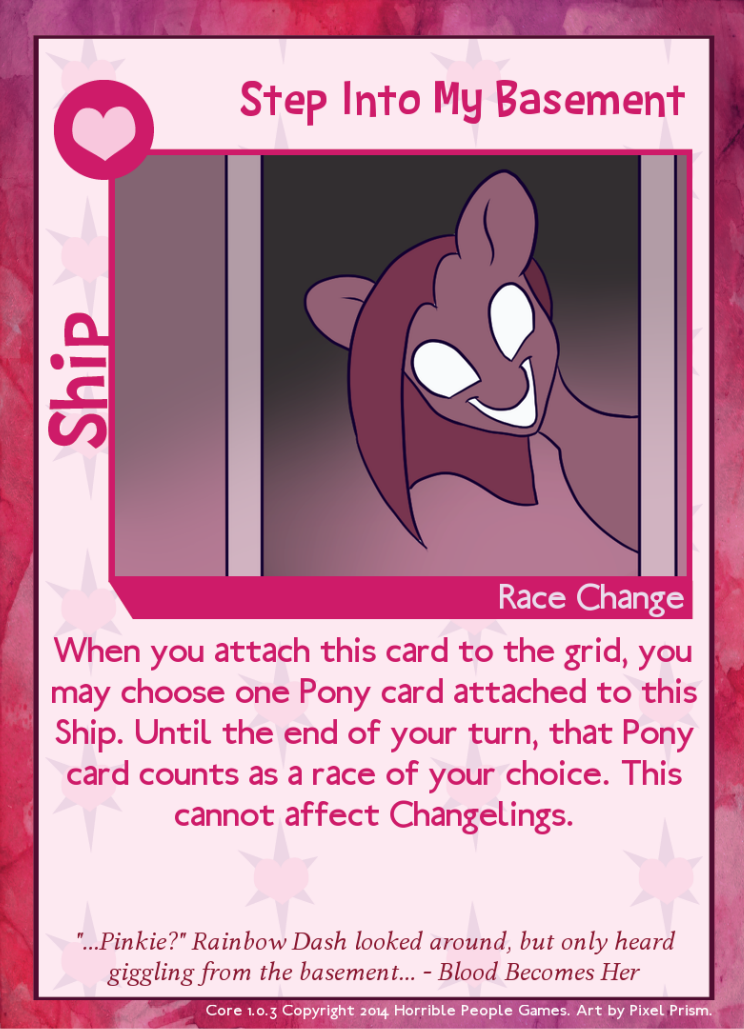 Step Into My Basement
Ship
Race Change
When you attach this card to the grid, you
may choose one Pony card attached to this
Ship. Until the end of your turn, that Pony
card counts as a race of your choice. This
cannot affect Changelings.
"...Pinkie?" Rainbow Dash looked around, but only heard
giggling from the basement... - Blood Becomes Her
Core 1.0.3 Copyright 2014 Horrible People Games. Art by Pixel Prism.